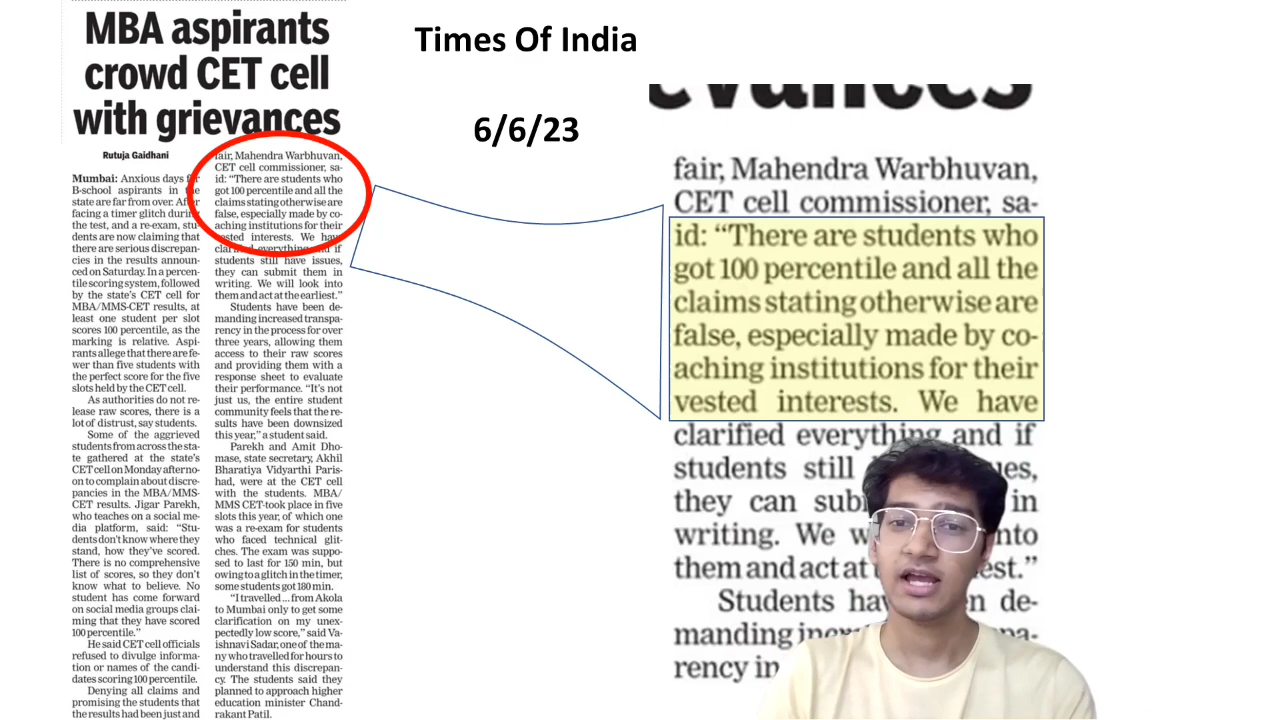 MBA aspirants
crowd CET cell
with grievances
Times Of India
6/6/23
Rutuja Gaidhani
Mumbai: Anxious days for
B-school aspirants in the
state are far from over. After
facing a timer glitch during
the test, and a re-exam, stu-
dents are now claiming that
there are serious discrepan-
cies in the results announ-
ced on Saturday. In a percen-
tile scoring system, followed
by the state's CET cell for
MBA/MMS-CET results, at
least one student per slot
scores 100 percentile, as the
marking is relative. Aspi-
rants allege that there are fe-
wer than five students with
the perfect score for the five
slots held by the CET cell.
As authorities do not re-
lease raw scores, there is a
lot of distrust, say students.
Some of the aggrieved
students from across the sta-
te gathered at the state's
CET cell on Monday afterno-
on to complain about discre-
pancies in the MBA/MMS-
CET results. Jigar Parekh,
who teaches on a social me-
dia platform, said: “Stu-
dents don't know where they
stand, how they've scored.
There is no comprehensive
list of scores, so they don't
know what to believe. No
student has come forward
on social media groups clai-
ming that they have scored
100 percentile.”
He said CET cell officials
refused to divulge informa-
tion or names of the candi-
dates scoring 100 percentile.
Denying all claims and
promising the students that
the results had been just and
fair, Mahendra Warbhuvan,
CET cell commissioner, sa-
id: “There are students who
got 100 percentile and all the
claims stating otherwise are
false, especially made by co-
aching institutions for their
vested interests. We have
clarified everything and if
students still have issues,
they can submit them in
writing. We will look into
them and act at the earliest.”
Students have been de-
manding increased transpa-
rency in the process for over
three years, allowing them
access to their raw scores
and providing them with a
response sheet to evaluate
their performance. “It's not
just us, the entire student
community feels that the re-
sults have been downsized
this year,” a student said.
Parekh and Amit Dho-
mase, state secretary, Akhil
Bharatiya Vidyarthi Paris-
had, were at the CET cell
with the students. MBA/
MMS CET-took place in five
slots this year, of which one
was a re-exam for students
who faced technical glit-
ches. The exam was suppo-
sed to last for 150 min, but
owing to a glitch in the timer,
some students got 180 min.
“I travelled ... from Akola
to Mumbai only to get some
clarification on my unex-
pectedly low score,” said Va-
ishnavi Sadar, one of the ma-
ny who travelled for hours to
understand this discrepan-
cy. The students said they
planned to approach higher
education minister Chand-
rakant Patil.
evances
fair, Mahendra Warbhuvan,
CET cell commissioner, sa-
id: “There are students who
got 100 percentile and all the
claims stating otherwise are
false, especially made by co-
aching institutions for their
vested interests. We have
clarified everything and if
students still ues,
they can sub in
writing. We w nto
them and act at est.”
Students hav n de-
manding pa-
rency in